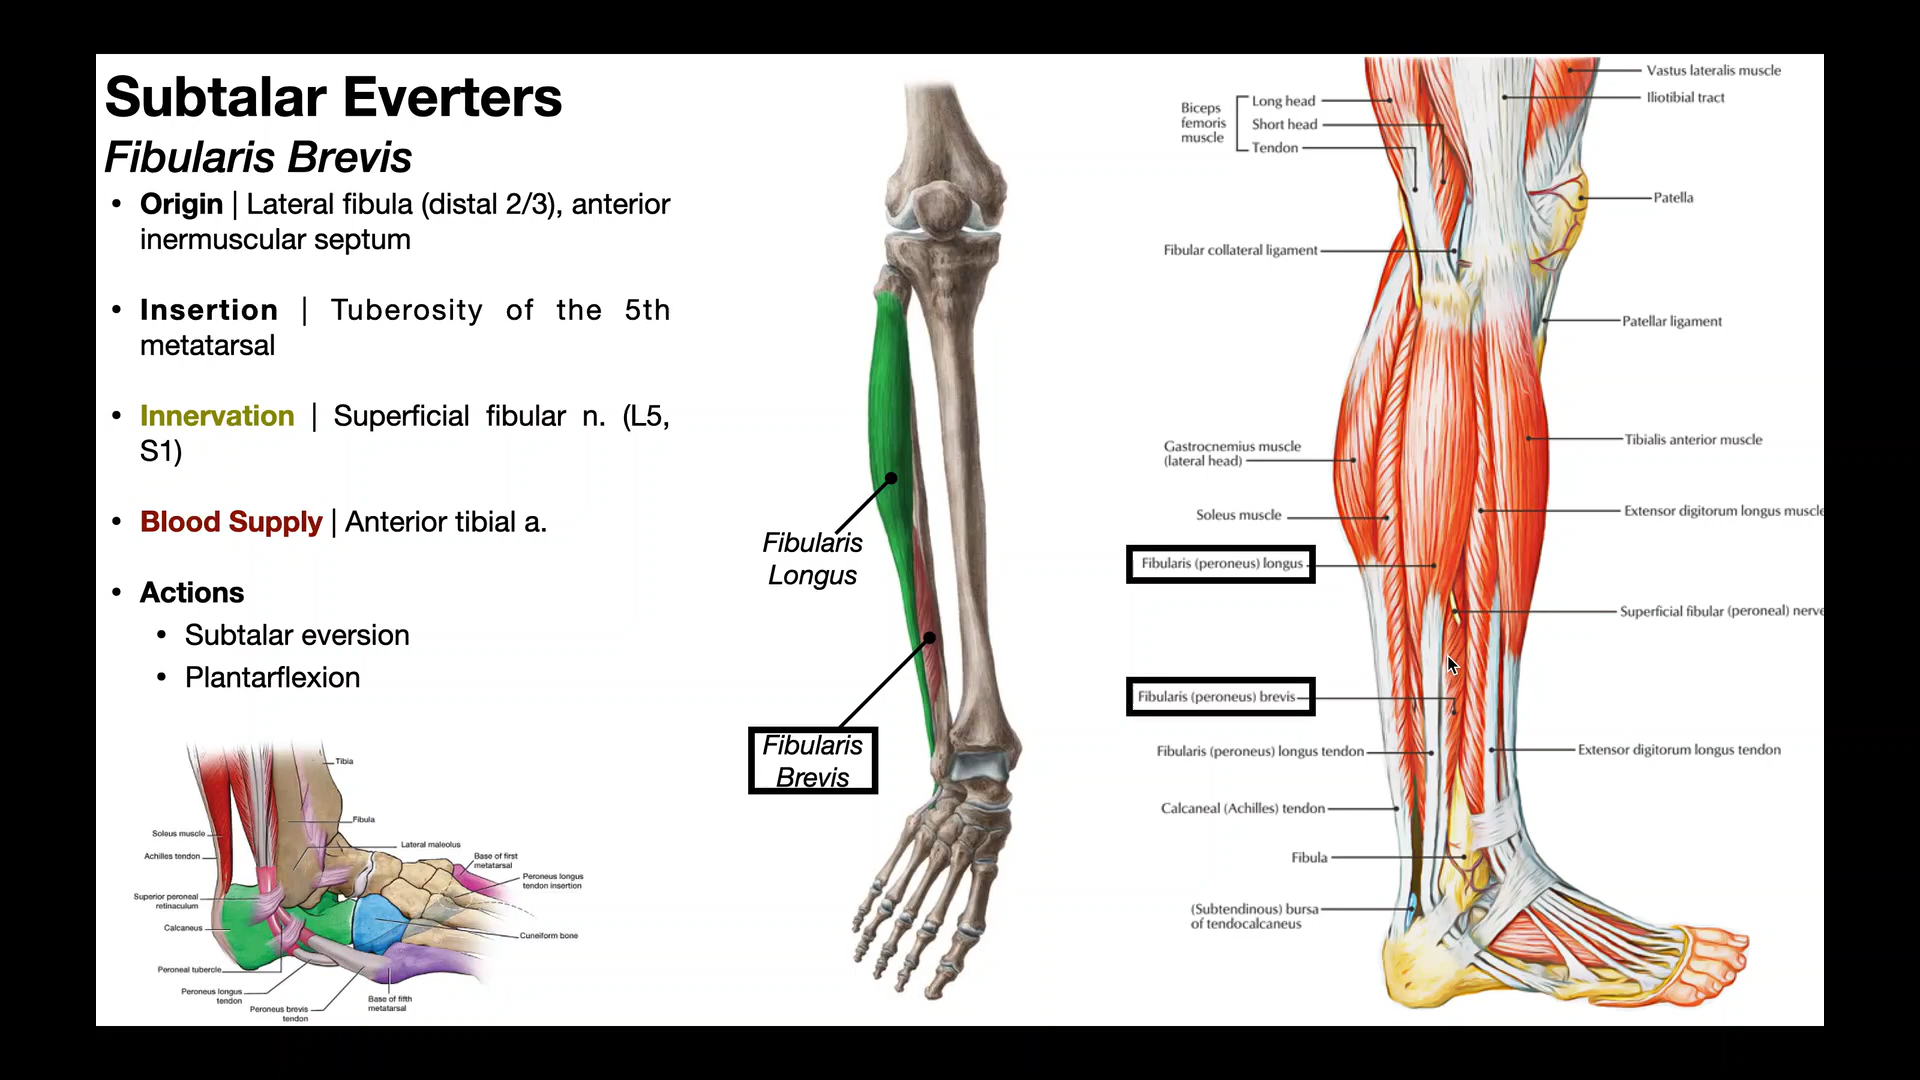 Subtalar Everters
Fibularis Brevis
• Origin | Lateral fibula (distal 2/3), anterior
inermuscular septum
• Insertion | Tuberosity of the 5th
metatarsal
• Innervation | Superficial fibular n. (L5,
S1)
• Blood Supply | Anterior tibial a.
• Actions
• Subtalar eversion
• Plantarflexion
Tibia
Fibula
Soleus muscle
Lateral maleolus
Achilles tendon
Base of first
metatarsal
Peroneus longus
tendon insertion
Superior peroneal
retinaculum
Calcaneus
Cuneiform bone
Peroneal tubercle
Peroneus longus
tendon
Peroneus brevis
tendon
Base of fifth
metatarsal
Fibularis
Longus
Fibularis
Brevis
Vastus lateralis muscle
Iliotibial tract
Biceps
femoris
muscle
Long head
Short head
Tendon
Patella
Fibular collateral ligament
Patellar ligament
Gastrocnemius muscle
(lateral head)
Tibialis anterior muscle
Soleus muscle
Extensor digitorum longus muscle
Fibularis (peroneus) longus
Superficial fibular (peroneal) nerve
Fibularis (peroneus) brevis
Fibularis (peroneus) longus tendon
Extensor digitorum longus tendon
Calcaneal (Achilles) tendon
Fibula
(Subtendinous) bursa
of tendocalcaneus